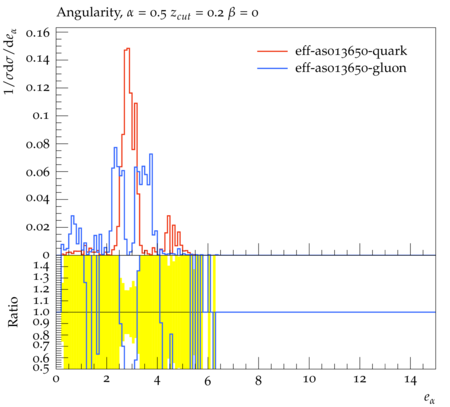 Angularity, α = 0.5 z_cut = 0.2 β = 0
1/σdσ/de_α
0.16
0.14
0.12
0.1
0.08
0.06
0.04
0.02
0
eff-as013650-quark
eff-as013650-gluon
Ratio
1.4
1.3
1.2
1.1
1.0
0.9
0.8
0.7
0.6
0.5
0 2 4 6 8 10 12 14
e_α